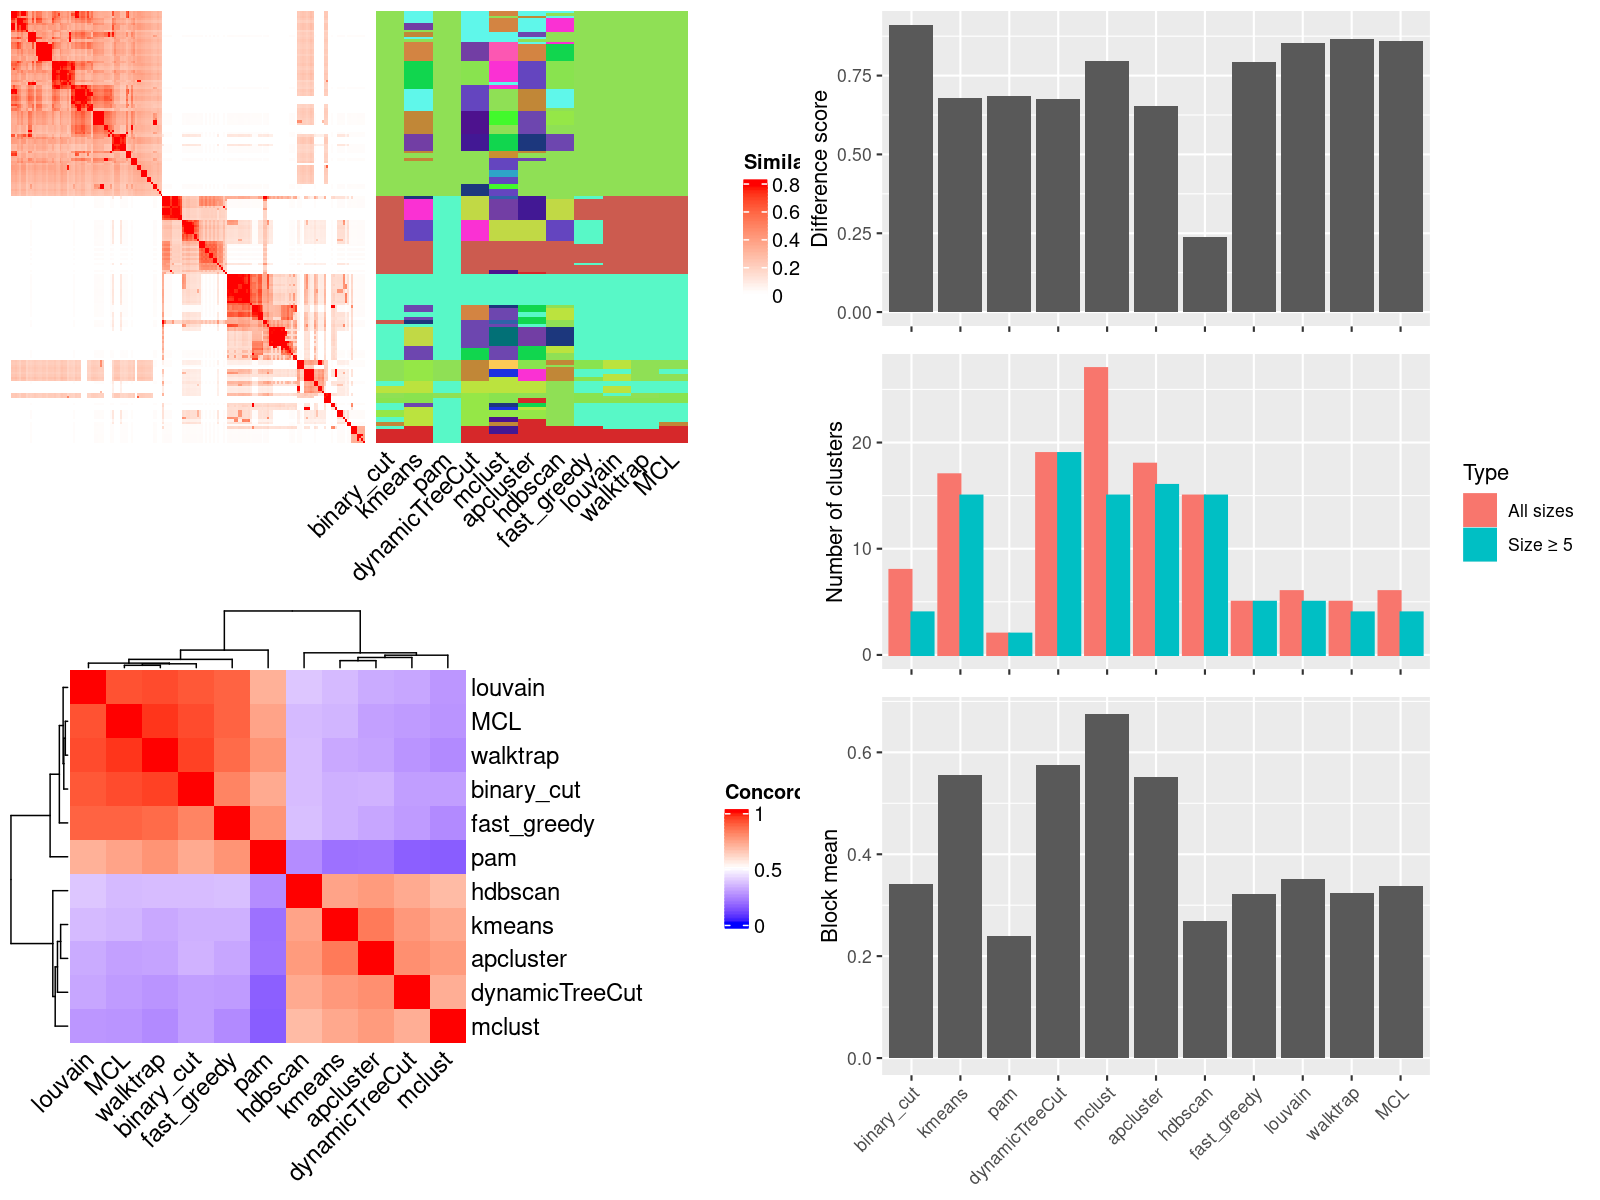 Simila
0.8
0.6
0.4
0.2
0
binary_cut
kmeans
pam
dynamicTreeCut
mclust
apcluster
hdbscan
fast_greedy
louvain
walktrap
MCL
louvain
MCL
walktrap
binary_cut
fast_greedy
pam
hdbscan
kmeans
apcluster
dynamicTreeCut
mclust
louvain
MCL
walktrap
binary_cut
fast_greedy
pam
hdbscan
kmeans
apcluster
dynamicTreeCut
mclust
Concord
1
0.5
0
Difference score
0.75
0.50
0.25
0.00
Number of clusters
20
10
0
Type
All sizes
Size ≥ 5
Block mean
0.6
0.4
0.2
0.0
binary_cut
kmeans
pam
dynamicTreeCut
mclust
apcluster
hdbscan
fast_greedy
louvain
walktrap
MCL